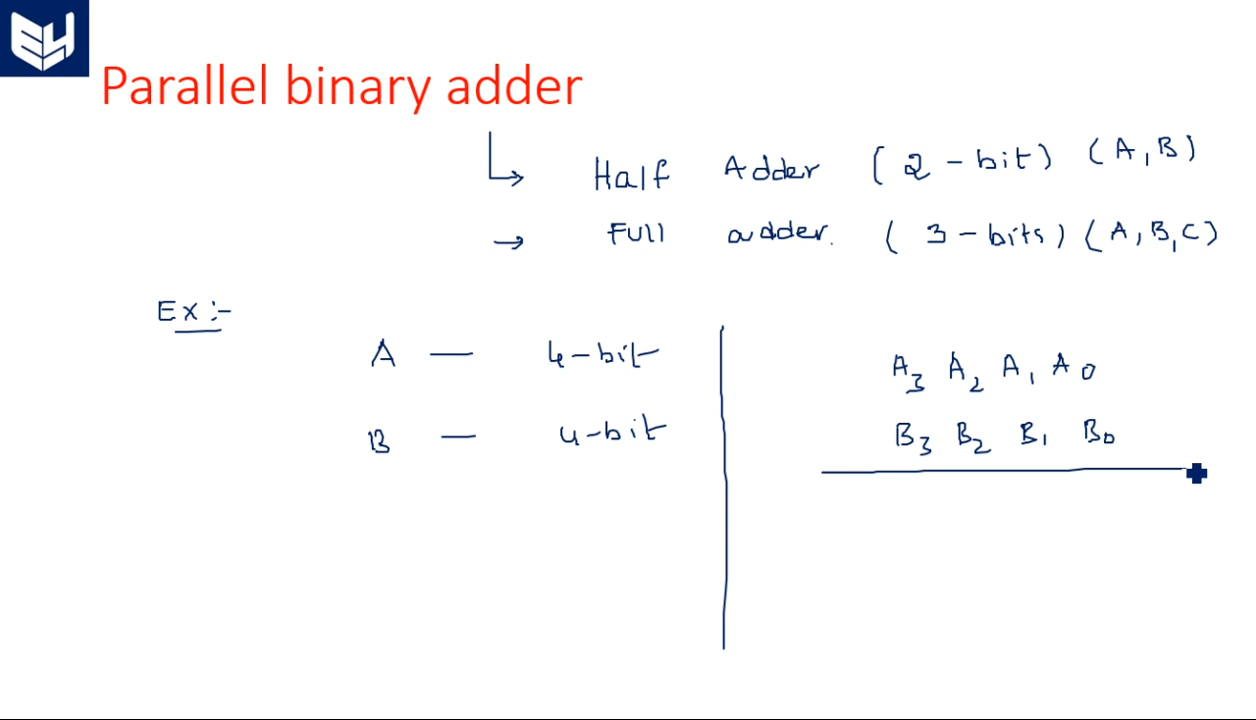 Parallel binary adder
Half Adder ( 2 - bit ) ( A, B )
Full adder. ( 3 - bits ) ( A, B, C )
Ex :-
A — 4-bit
B — 4-bit
A3 A2 A1 A0
B3 B2 B1 B0